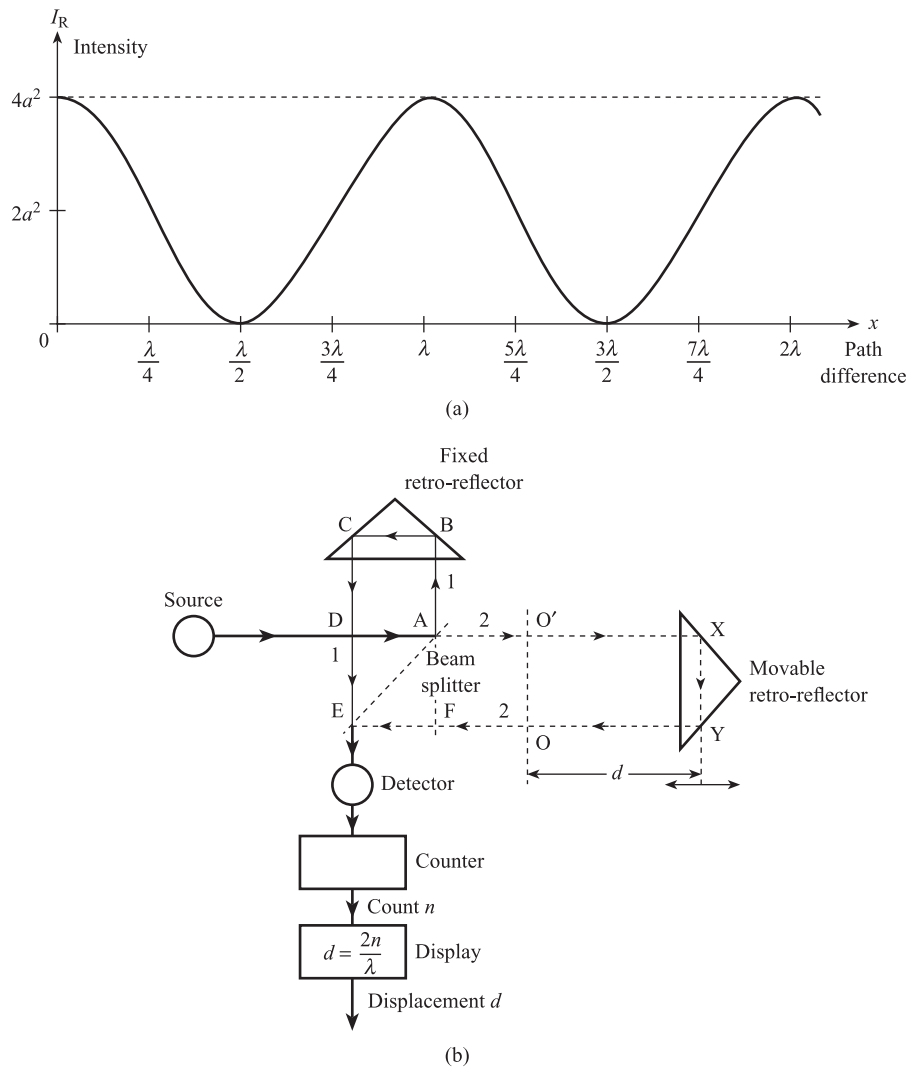 I_R
Intensity
4a²
2a²
0
λ/4
λ/2
3λ/4
λ
5λ/4
3λ/2
7λ/4
2λ
x
Path
difference
(a)
Fixed
retro-reflector
C B
1
Source
D A 2 O′ X
1
Beam
splitter
Movable
retro-reflector
E F 2 O Y
d
Detector
Counter
Count n
d = 2n/λ
Display
Displacement d
(b)